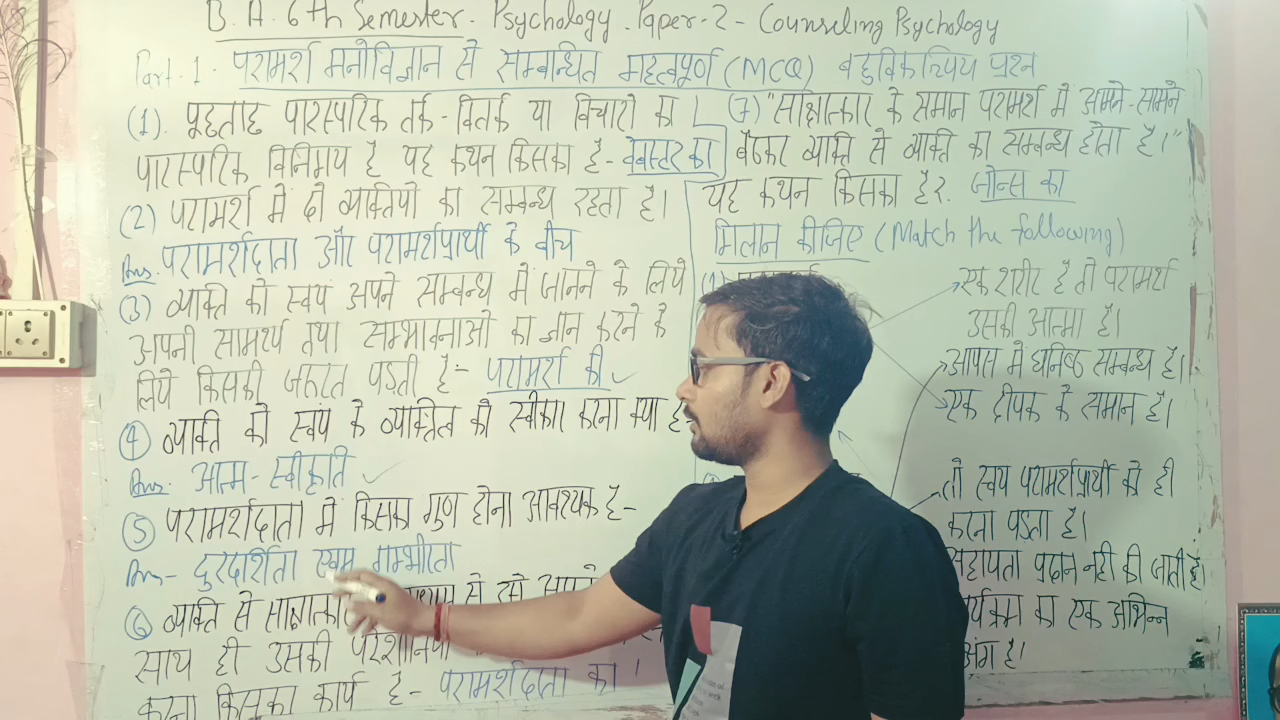 B.A. 6th Semester. Psychology. Paper-2 - Counseling Psychology
Part.1. परामर्श मनोविज्ञान से सम्बन्धित महत्वपूर्ण (MCQ) बहुविकल्पिय प्रश्न
(1). पूछताछ पारस्परिक तर्क-वितर्क या विचारो का
पारस्परिक विनिमय है यह कथन किसका है- वेबस्टर का
(2) परामर्श में दो व्यक्तियो का सम्बन्ध रहता है।
Ans. परामर्शदाता और परामर्शप्रार्थी के बीच
(3) व्यक्ति को स्वयं अपने सम्बन्ध में जानने के लिये
अपनी सामर्थ्य तथा सम्भावनाओ का ज्ञान करने के
लिये किसकी जरूरत पड़ती है:- परामर्श की
(4) व्यक्ति को स्वयं के व्यक्तित्व को स्वीकार करना क्या है-
Ans. आत्म-स्वीकृति
(5) परामर्शदाता में किसका गुण होना आवश्यक है-
Ans- दुरदर्शिता एवम गाम्भीरता
(6) व्यक्ति से साक्षात्कार से उसे अपने
साथ ही उसकी परेशानियो
करना किसका कार्य है- परामर्शदाता का।
(7) "साक्षात्कार के समान परामर्श में आमने-सामने
बैठकर व्यक्ति से व्यक्ति का सम्बन्ध होता है।"
यह कथन किसका है?. जोन्स का
मिलान कीजिए (Match the following)
एक शरीर है तो परामर्श
उसकी आत्मा है।
आपस में घनिष्ठ सम्बन्ध है।
एक दीपक के समान है।
तो स्वयं परामर्शप्रार्थी को ही
करना पड़ता है।
सहायता प्रदान नही की जाती है
का एक अभिन्न
अंग है।